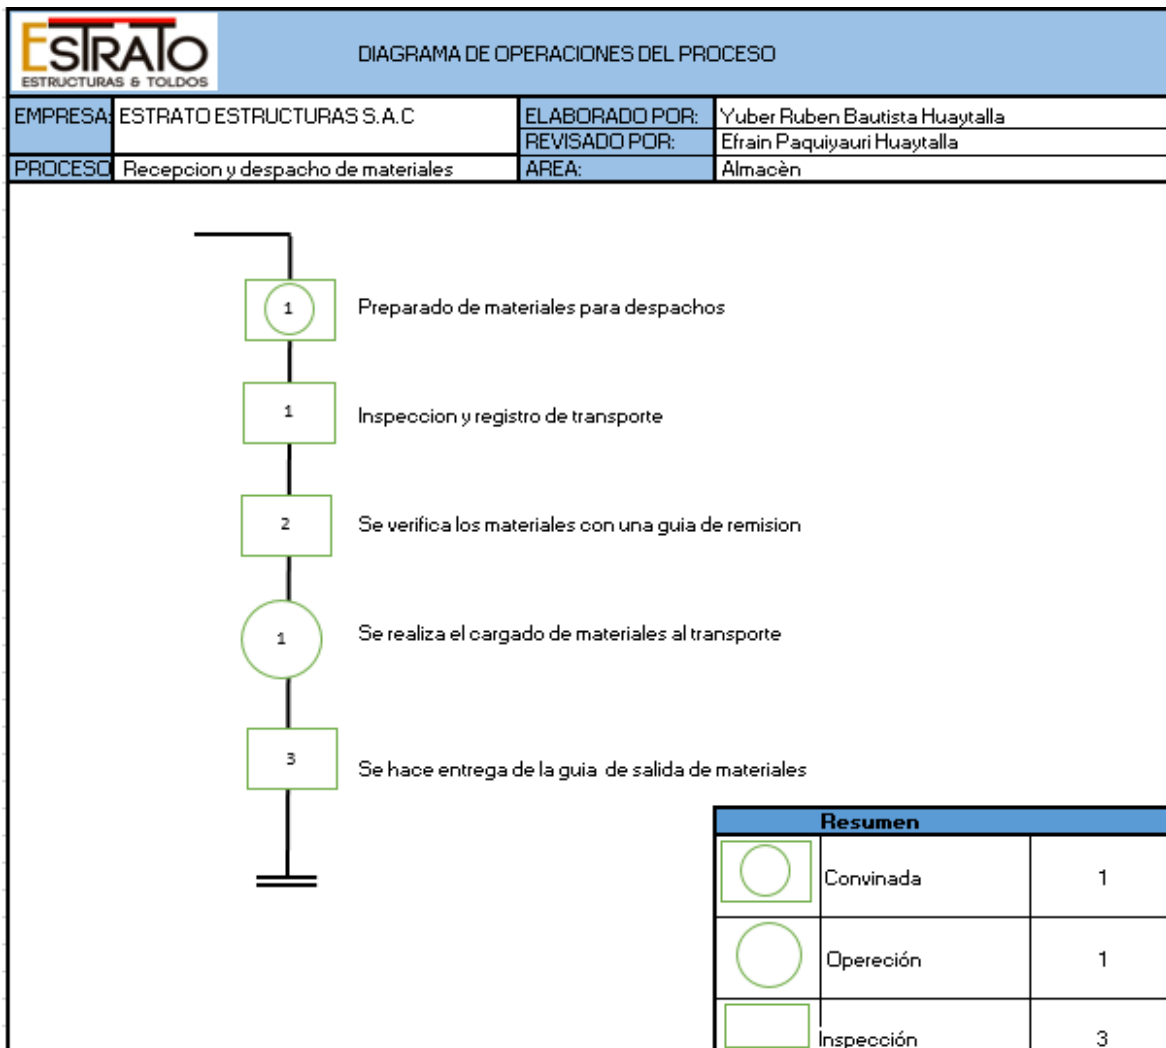 ESTRATO
ESTRUCTURAS & TOLDOS
DIAGRAMA DE OPERACIONES DEL PROCESO
EMPRESA: ESTRATO ESTRUCTURAS S.A.C
ELABORADO POR: Yuber Ruben Bautista Huaytalla
REVISADO POR: Efrain Paquiyauri Huaytalla
PROCESO Recepcion y despacho de materiales
AREA: Almacèn
1 Preparado de materiales para despachos
1 Inspeccion y registro de transporte
2 Se verifica los materiales con una guia de remision
1 Se realiza el cargado de materiales al transporte
3 Se hace entrega de la guia de salida de materiales
Resumen
Convinada 1
Opereción 1
Inspección 3